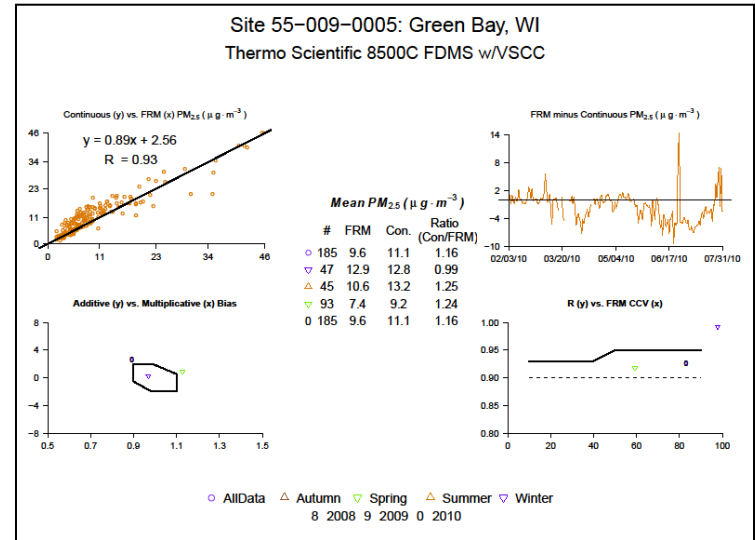 Site 55−009−0005: Green Bay, WI
Thermo Scientific 8500C FDMS w/VSCC
Continuous (y) vs. FRM (x) PM2.5 ( μ g · m−3 )
y = 0.89x + 2.56
R = 0.93
46
34
23
11
0
0 11 23 34 46
FRM minus Continuous PM2.5 ( μ g · m−3 )
14
8
2
−4
−10
02/03/10 03/20/10 05/04/10 06/17/10 07/31/10
Mean PM2.5 ( μ g · m−3 )
# FRM Con. Ratio (Con/FRM)
185 9.6 11.1 1.16
47 12.9 12.8 0.99
45 10.6 13.2 1.25
93 7.4 9.2 1.24
0 185 9.6 11.1 1.16
Additive (y) vs. Multiplicative (x) Bias
8
4
0
−4
−8
0.5 0.7 0.9 1.1 1.3 1.5
R (y) vs. FRM CCV (x)
1.00
0.95
0.90
0.85
0.80
0 20 40 60 80 100
AllData Autumn Spring Summer Winter
8 2008 9 2009 0 2010